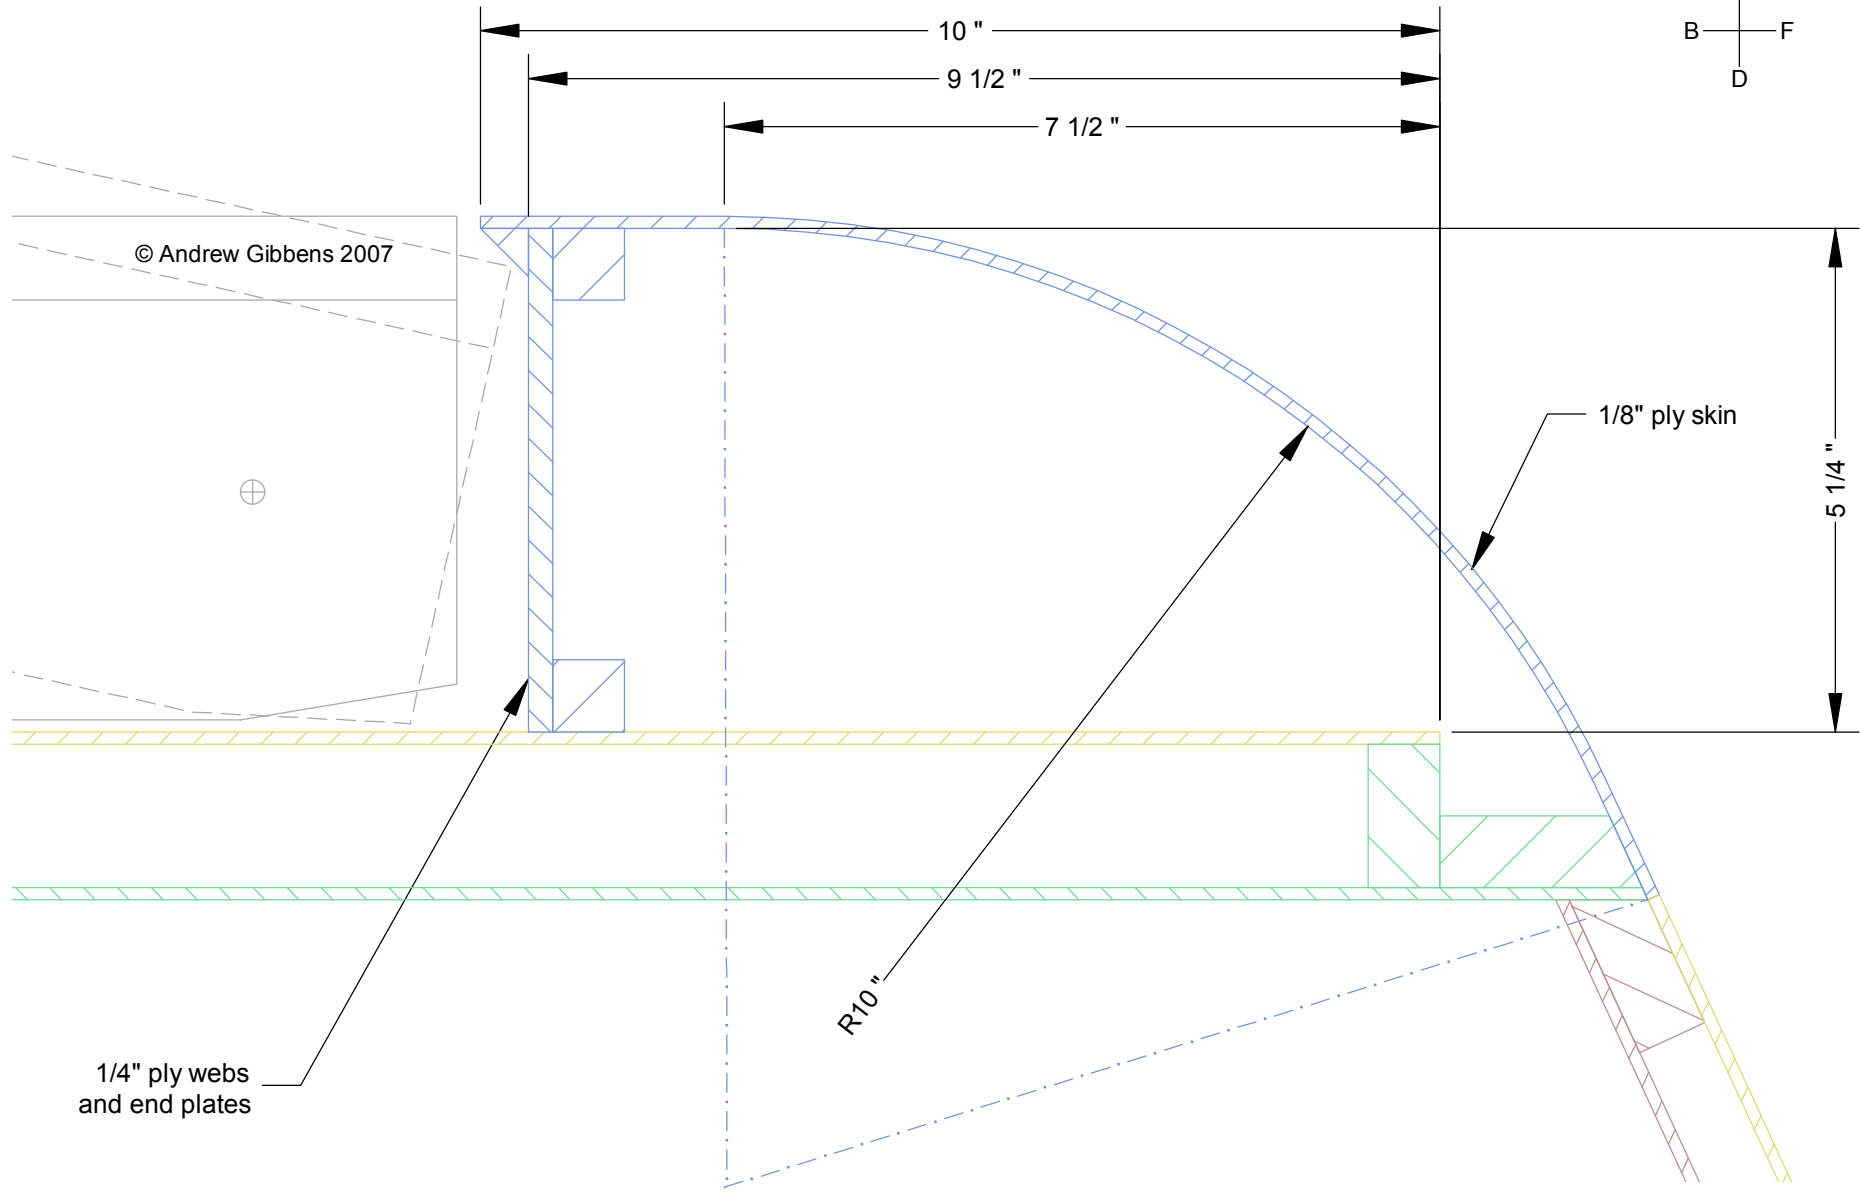 10 "
B
F
9 1/2 "
D
7 1/2 "
© Andrew Gibbens 2007
1/8" ply skin
5 1/4 "
R10 "
1/4" ply webs
and end plates